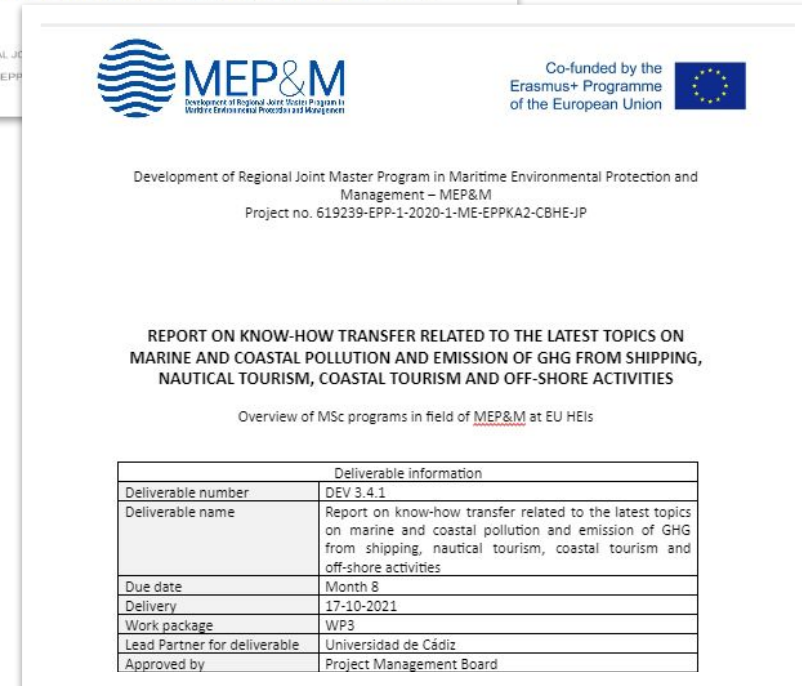 AL JO
EPP
MEP&M
Development of Regional Joint Master Program in
Maritime Environmental Protection and Management
Co-funded by the
Erasmus+ Programme
of the European Union
Development of Regional Joint Master Program in Maritime Environmental Protection and
Management – MEP&M
Project no. 619239-EPP-1-2020-1-ME-EPPKA2-CBHE-JP
REPORT ON KNOW-HOW TRANSFER RELATED TO THE LATEST TOPICS ON
MARINE AND COASTAL POLLUTION AND EMISSION OF GHG FROM SHIPPING,
NAUTICAL TOURISM, COASTAL TOURISM AND OFF-SHORE ACTIVITIES
Overview of MSc programs in field of MEP&M at EU HEIs
Deliverable information
Deliverable number DEV 3.4.1
Deliverable name Report on know-how transfer related to the latest topics
on marine and coastal pollution and emission of GHG
from shipping, nautical tourism, coastal tourism and
off-shore activities
Due date Month 8
Delivery 17-10-2021
Work package WP3
Lead Partner for deliverable Universidad de Cádiz
Approved by Project Management Board